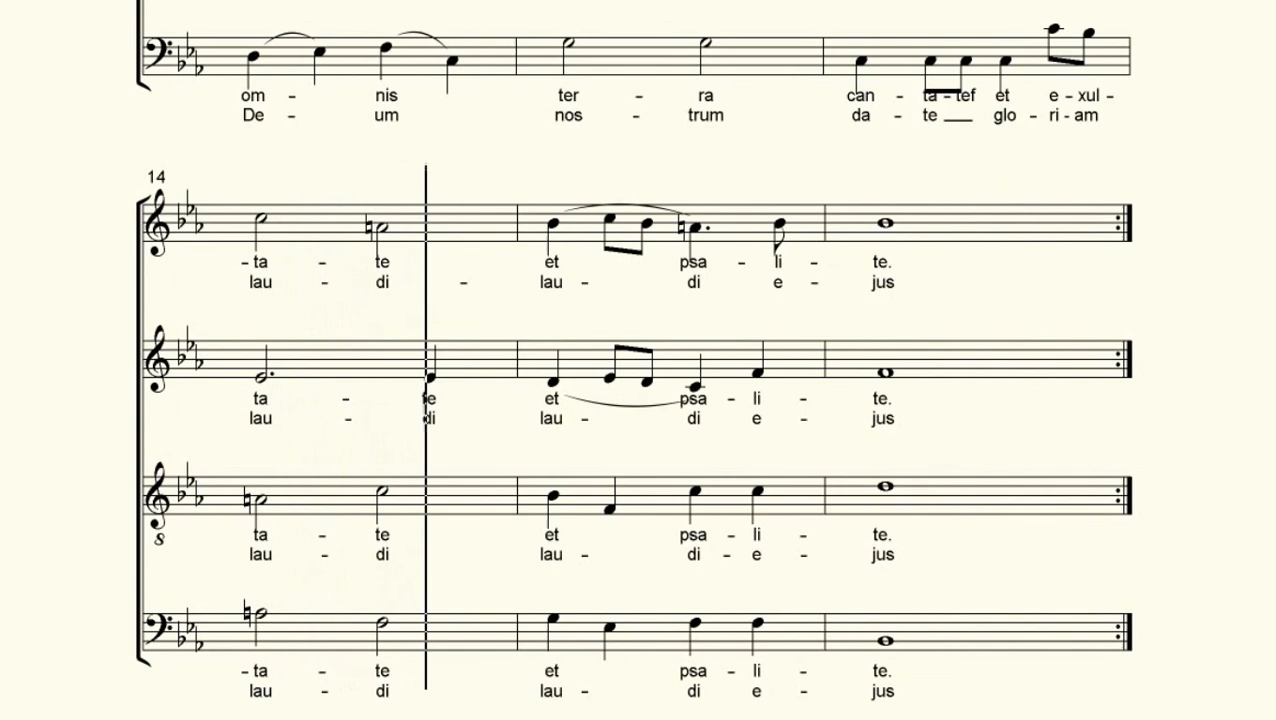 om - nis ter - ra can - ta - tef et e - xul -
De - um nos - trum da - te glo - ri - am
14
- ta - te et psa - li - te.
lau - di - lau - di e - jus
ta - te et psa - li - te.
lau - di lau - di e - jus
8
ta - te et psa - li - te.
lau - di lau - di - e - jus
- ta - te et psa - li - te.
lau - di lau - di e - jus